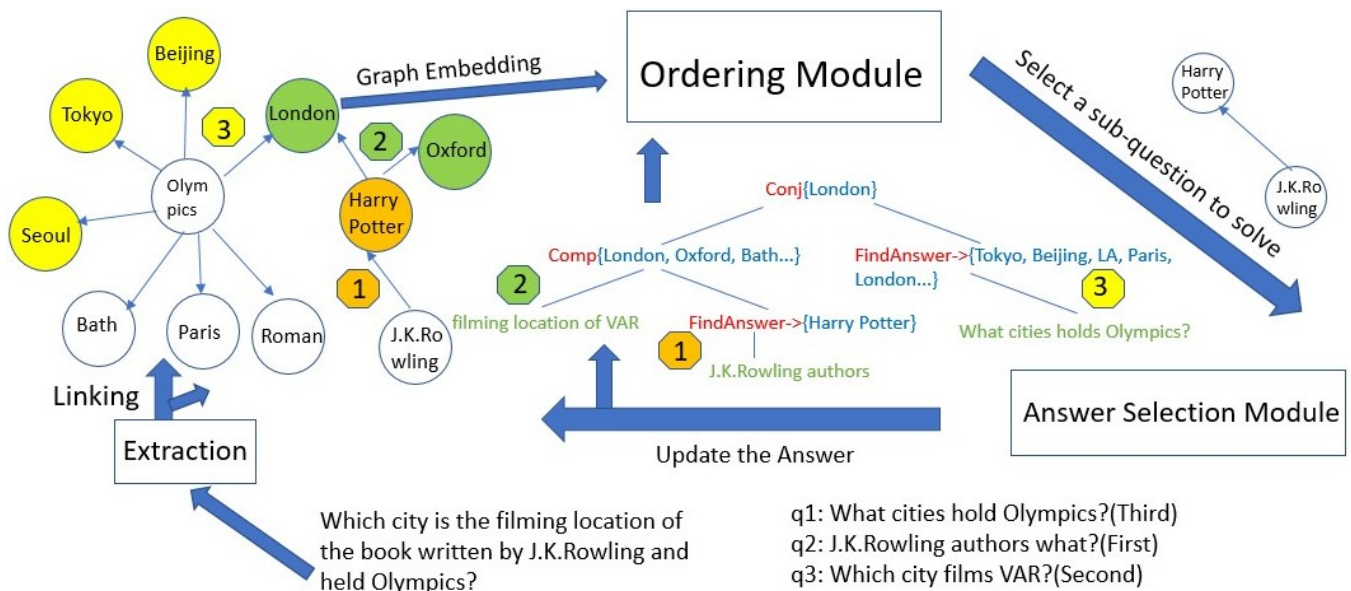 Beijing
Tokyo
3
London
Graph Embedding
Ordering Module
Select a sub-question to solve
Harry
Potter
J.K.Ro
wling
2
Oxford
Olym
pics
Harry
Potter
Seoul
1
Bath
Paris
Roman
J.K.Ro
wling
Conj{London}
Comp{London, Oxford, Bath...}
FindAnswer->{Tokyo, Beijing, LA, Paris,
London...}
2
3
filming location of VAR
FindAnswer->{Harry Potter}
What cities holds Olympics?
1
J.K.Rowling authors
Linking
Extraction
Answer Selection Module
Update the Answer
Which city is the filming location of
the book written by J.K.Rowling and
held Olympics?
q1: What cities hold Olympics?(Third)
q2: J.K.Rowling authors what?(First)
q3: Which city films VAR?(Second)